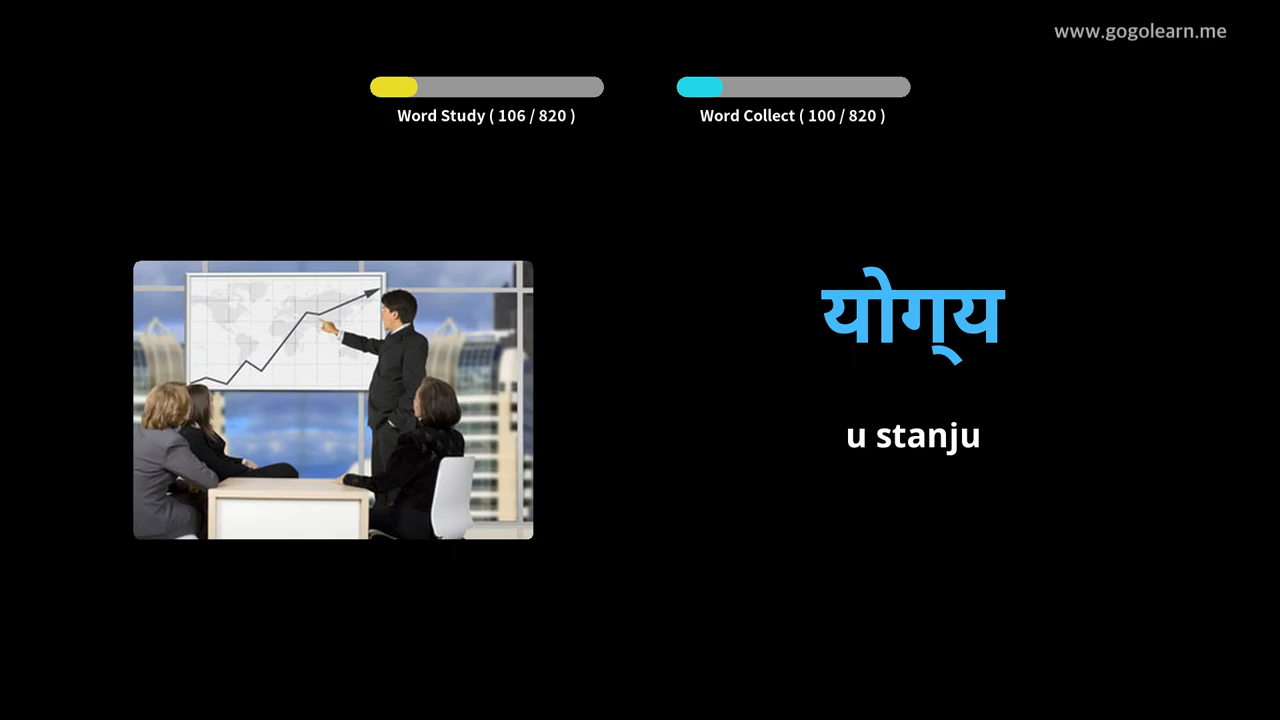 www.gogolearn.me
Word Study ( 106 / 820 )
Word Collect ( 100 / 820 )
योग्‌य
u stanju